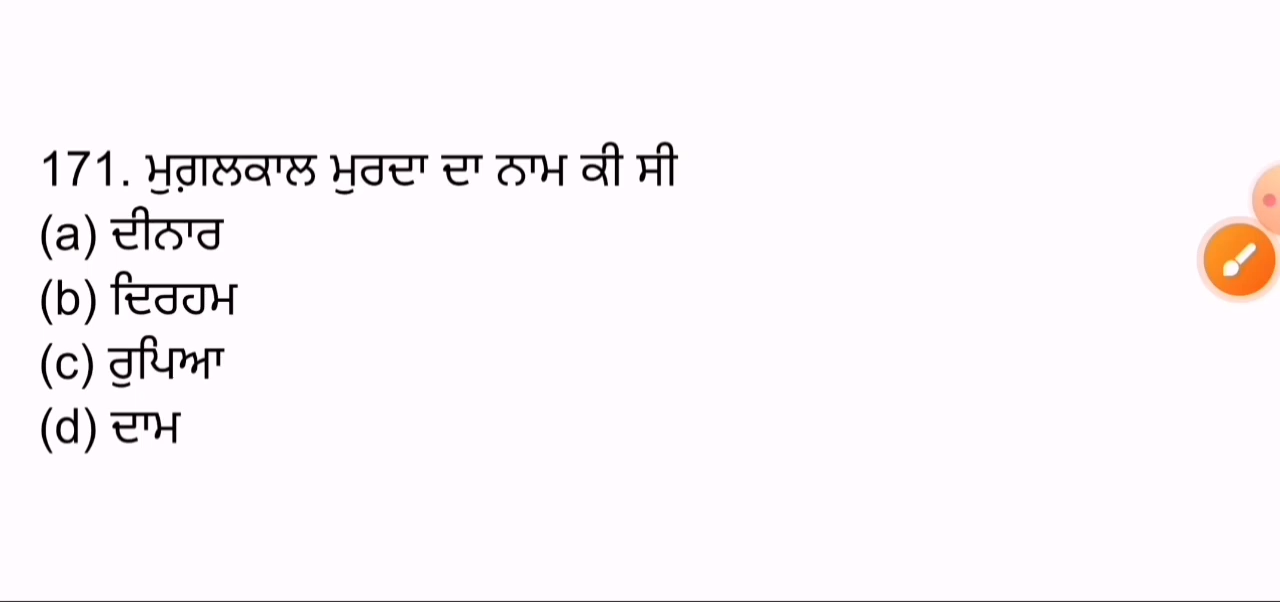 171. ਮੁਗ਼ਲਕਾਲ ਮੁਰਦਾ ਦਾ ਨਾਮ ਕੀ ਸੀ
(a) ਦੀਨਾਰ
(b) ਦਿਰਹਮ
(c) ਰੁਪਿਆ
(d) ਦਾਮ